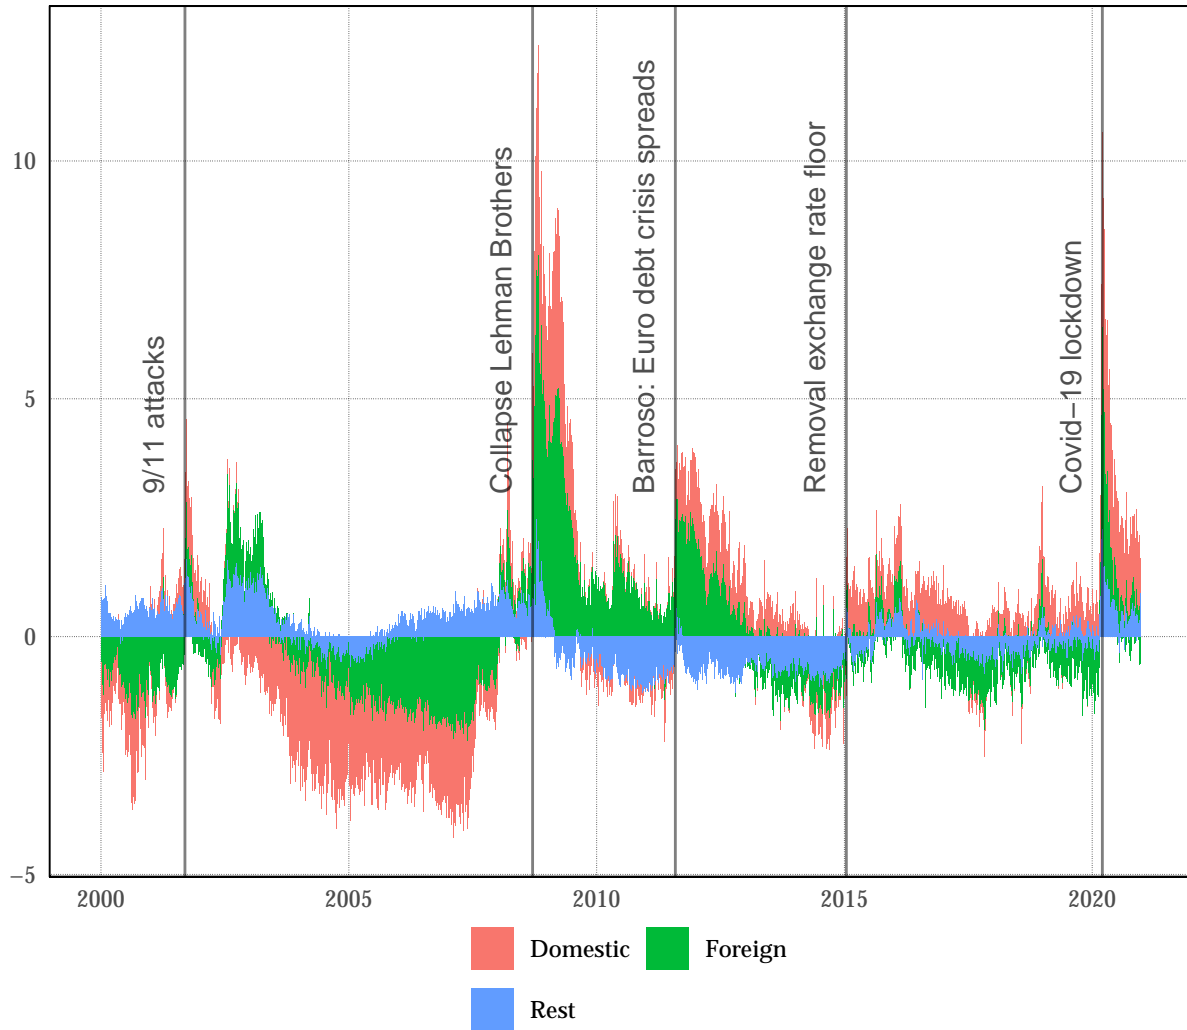 10
5
0
−5
9/11 attacks
Collapse Lehman Brothers
Barroso: Euro debt crisis spreads
Removal exchange rate floor
Covid−19 lockdown
2000 2005 2010 2015 2020
Domestic Foreign
Rest